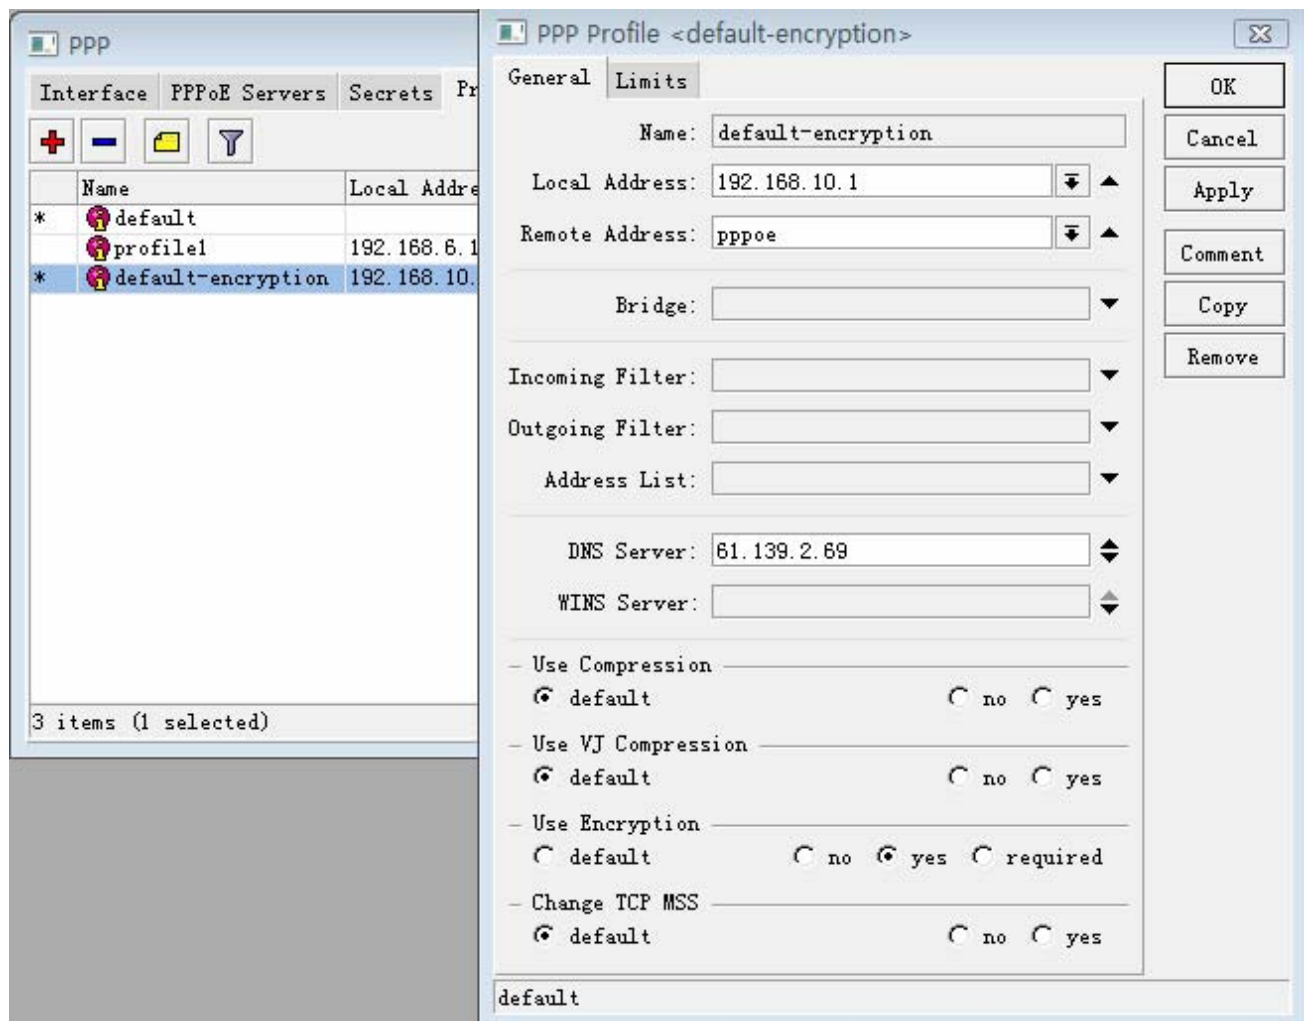 PPP
Interface PPPoE Servers Secrets Pr
Name Local Addre
* default
profile1 192.168.6.1
* default-encryption 192.168.10.
3 items (1 selected)
PPP Profile <default-encryption>
General Limits
Name: default-encryption
Local Address: 192.168.10.1
Remote Address: pppoe
Bridge:
Incoming Filter:
Outgoing Filter:
Address List:
DNS Server: 61.139.2.69
WINS Server:
Use Compression
default no yes
Use VJ Compression
default no yes
Use Encryption
default no yes required
Change TCP MSS
default no yes
default
OK
Cancel
Apply
Comment
Copy
Remove